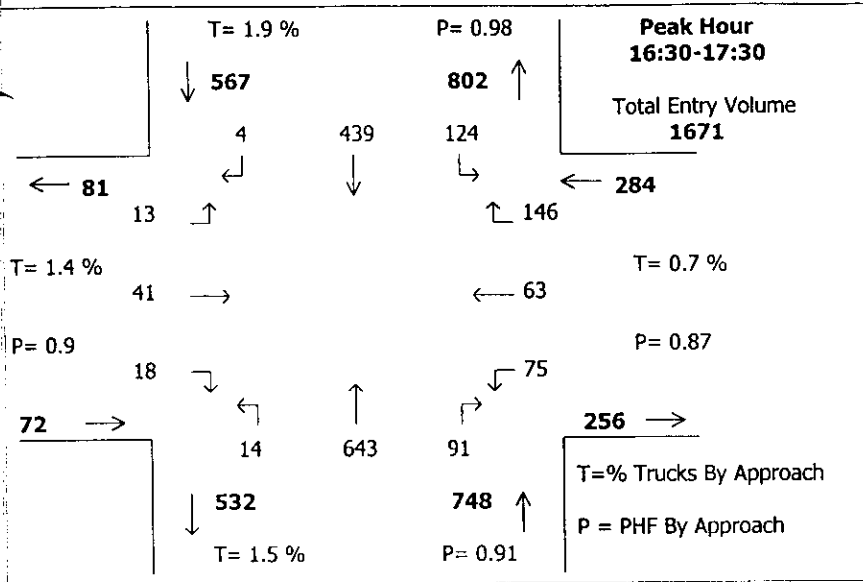 T= 1.9 % P= 0.98 Peak Hour
16:30-17:30
567 802
Total Entry Volume
4 439 124 1671
81 284
13 146
T= 1.4 % T= 0.7 %
41 63
P= 0.9 P= 0.87
18 75
72 256
14 643 91
T=% Trucks By Approach
532 748
P = PHF By Approach
T= 1.5 % P= 0.91